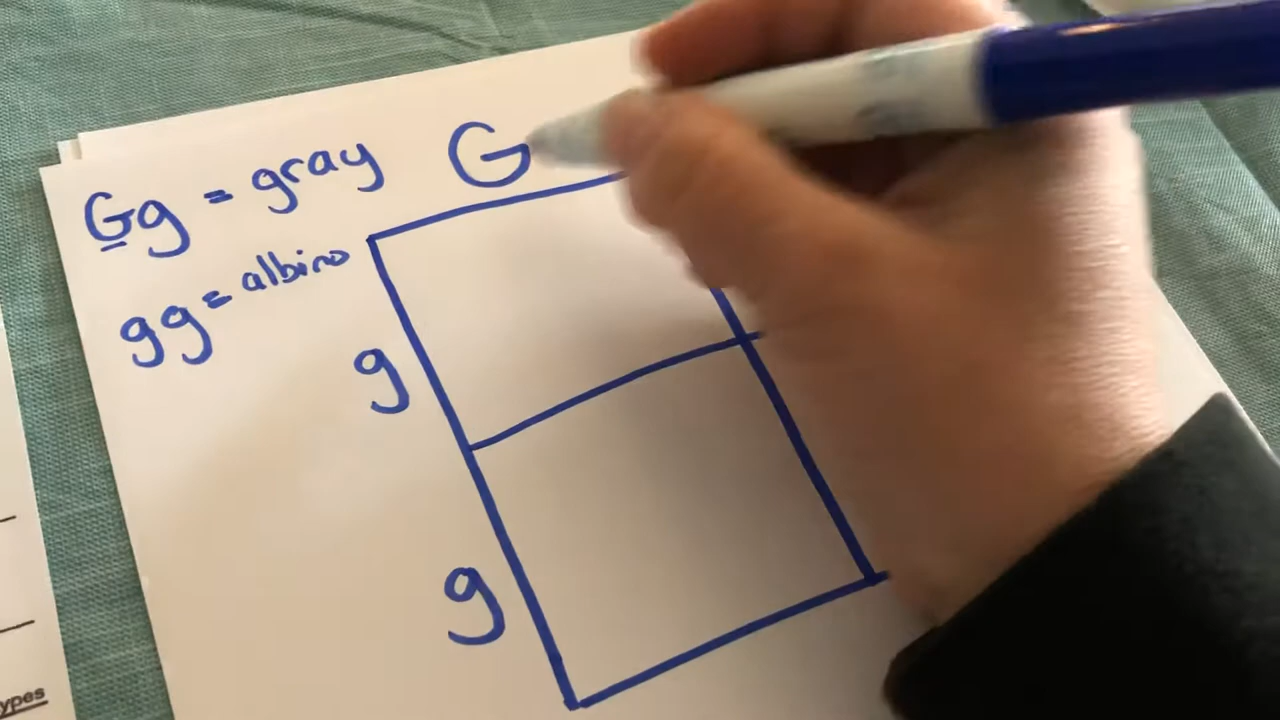 Gg = gray
G
gg = albino
g
g
ypes